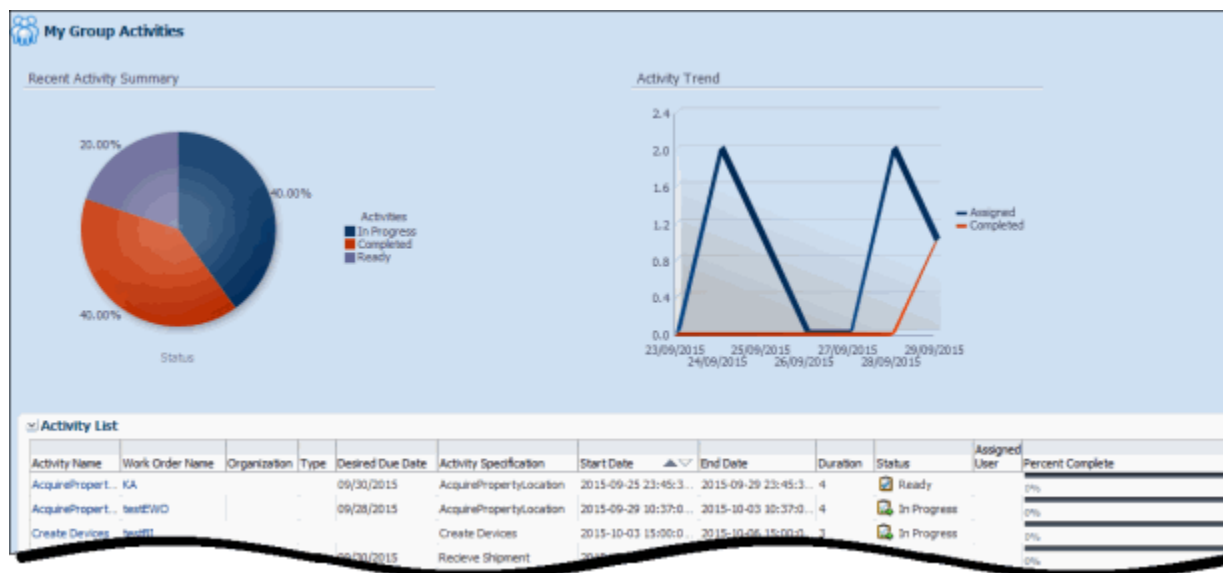 My Group Activities
Recent Activity Summary
20.00%
40.00%
40.00%
Status
Activities
In Progress
Completed
Ready
Activity Trend
2.4
2.0
1.6
1.2
0.8
0.4
0.0
23/09/2015 25/09/2015 27/09/2015 29/09/2015
24/09/2015 26/09/2015 28/09/2015
Assigned
Completed
Activity List
Activity Name Work Order Name Organization Type Desired Due Date Activity Specification Start Date End Date Duration Status Assigned User Percent Complete
AcquirePropert... KA 09/30/2015 AcquirePropertyLocation 2015-09-25 23:45:3... 2015-09-29 23:45:3... 4 Ready 0%
AcquirePropert... testEWO 09/28/2015 AcquirePropertyLocation 2015-09-29 10:37:0... 2015-10-03 10:37:0... 4 In Progress 0%
Create Devices testBI Create Devices 2015-10-03 15:00:0... 2015-10-06 15:00:0... 3 In Progress 0%
09/30/2015 Recieve Shipment